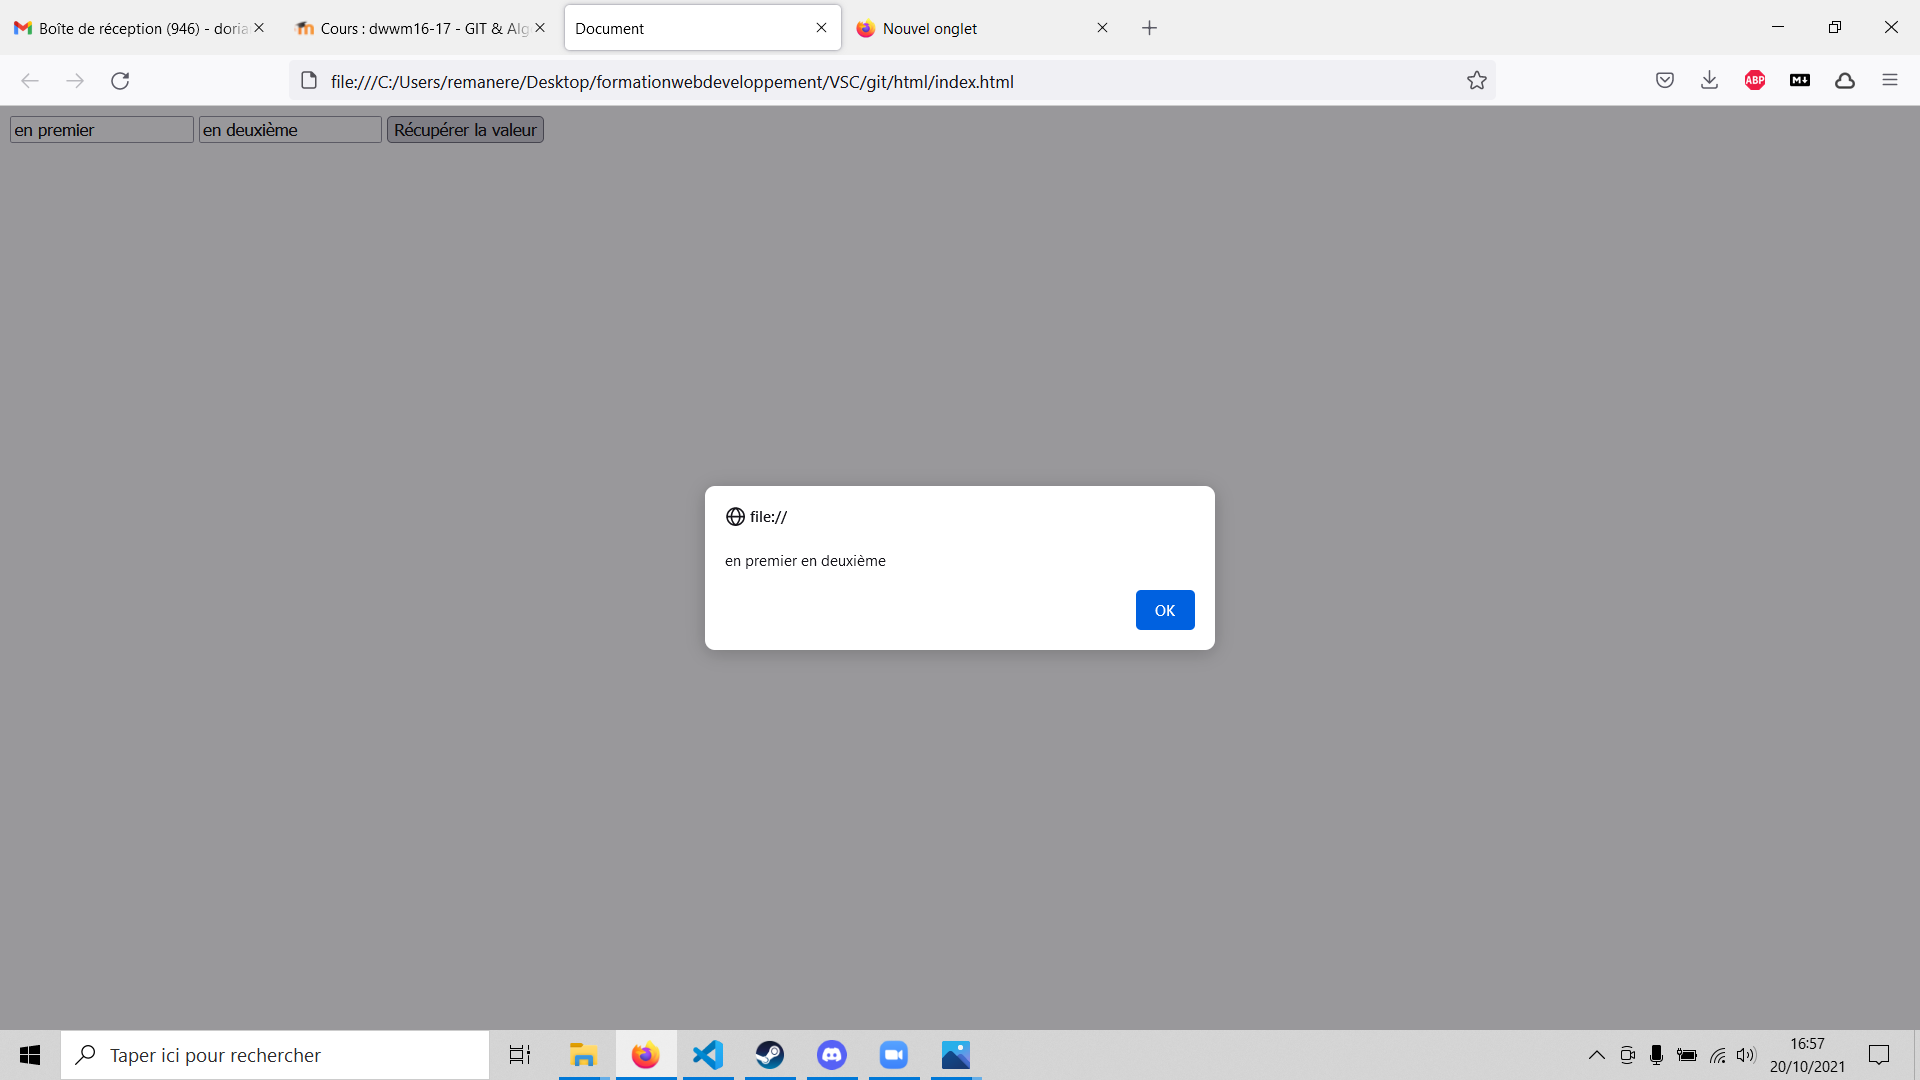 Boîte de réception (946) - doria
Cours : dwwm16-17 - GIT & Alg
Document
Nouvel onglet
file:///C:/Users/remanere/Desktop/formationwebdeveloppement/VSC/git/html/index.html
ABP
M
en premier
en deuxième
Récupérer la valeur
file://
en premier en deuxième
OK
Taper ici pour rechercher
16:57
20/10/2021